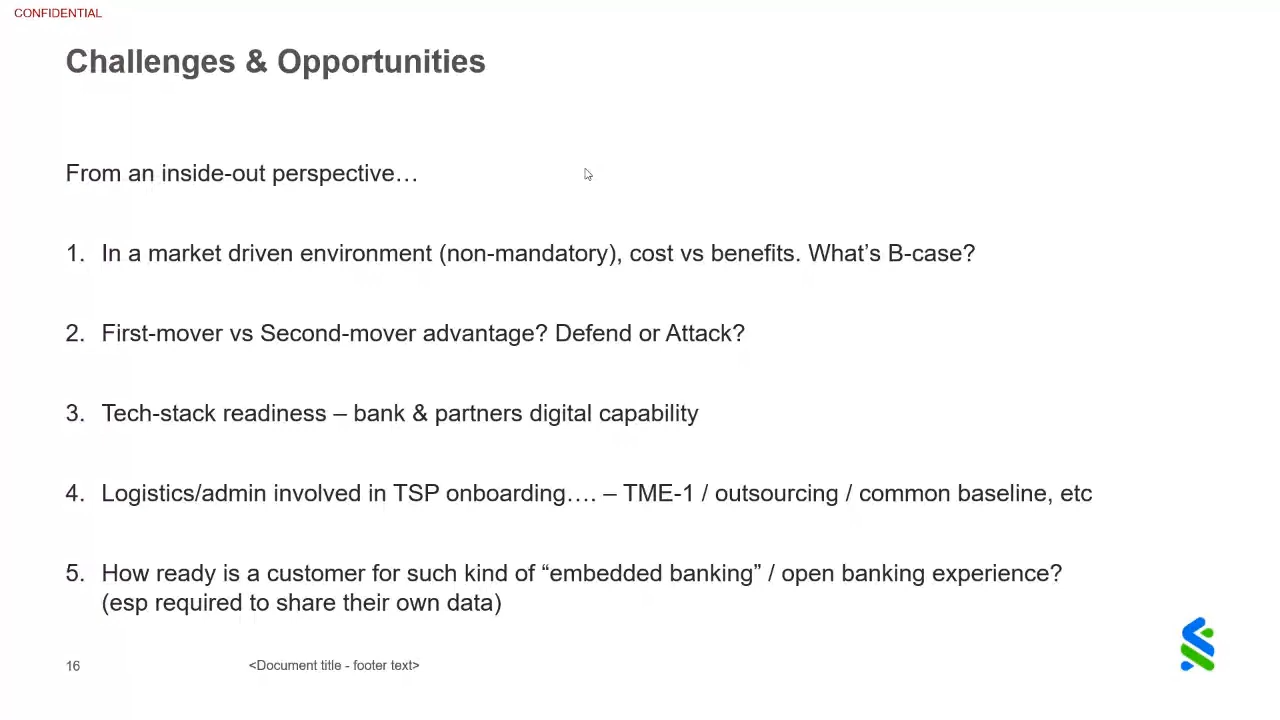 CONFIDENTIAL
Challenges & Opportunities
From an inside-out perspective…
1. In a market driven environment (non-mandatory), cost vs benefits. What’s B-case?
2. First-mover vs Second-mover advantage? Defend or Attack?
3. Tech-stack readiness – bank & partners digital capability
4. Logistics/admin involved in TSP onboarding…. – TME-1 / outsourcing / common baseline, etc
5. How ready is a customer for such kind of “embedded banking” / open banking experience?
(esp required to share their own data)
16 <Document title - footer text>